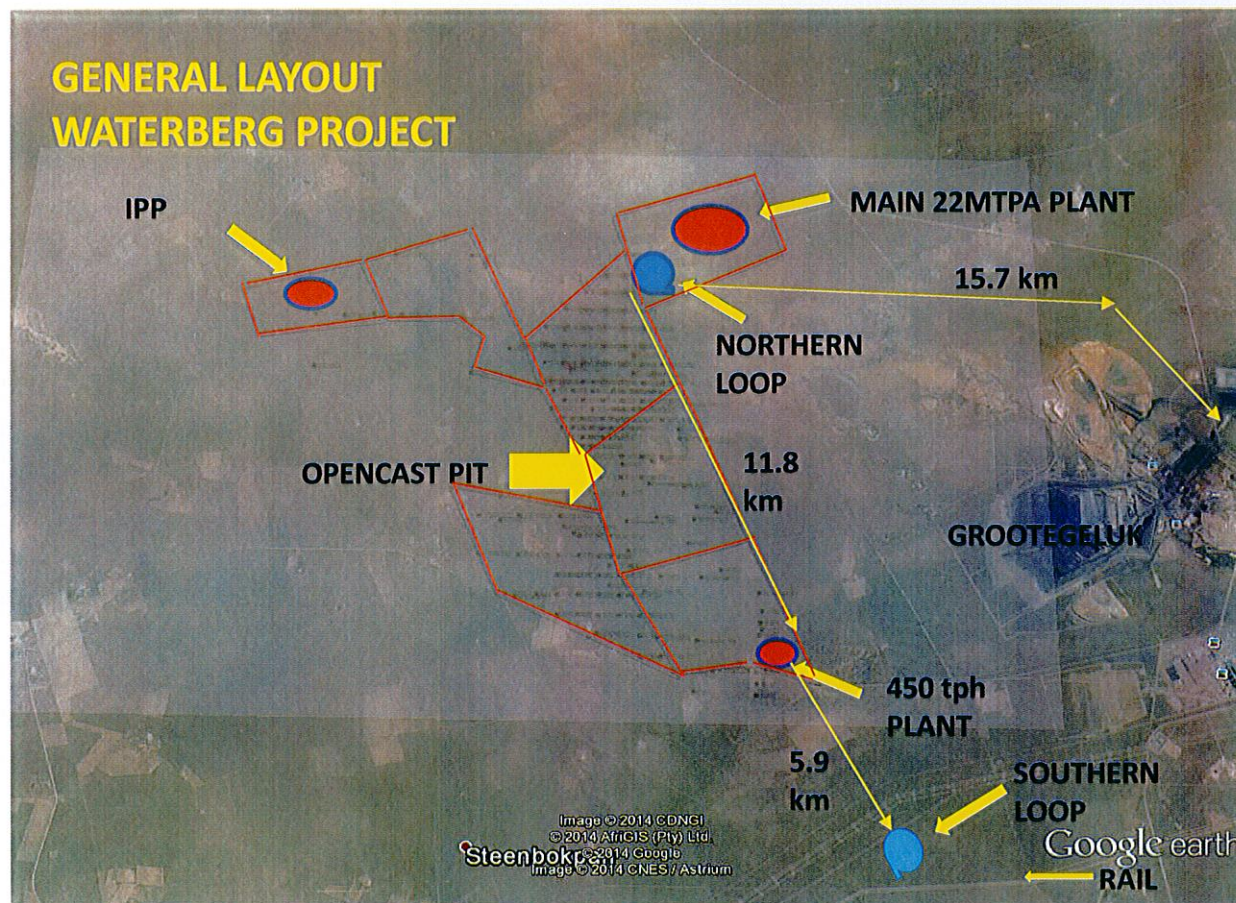 GENERAL LAYOUT
WATERBERG PROJECT
IPP
MAIN 22MTPA PLANT
15.7 km
NORTHERN
LOOP
OPENCAST PIT
11.8
km
GROOTEGELUK
450 tph
PLANT
5.9
km
SOUTHERN
LOOP
Image © 2014 CDNGI
© 2014 AfriGIS (Pty) Ltd.
© 2014 Google
Image © 2014 CNES / Astrium
Google earth
RAIL